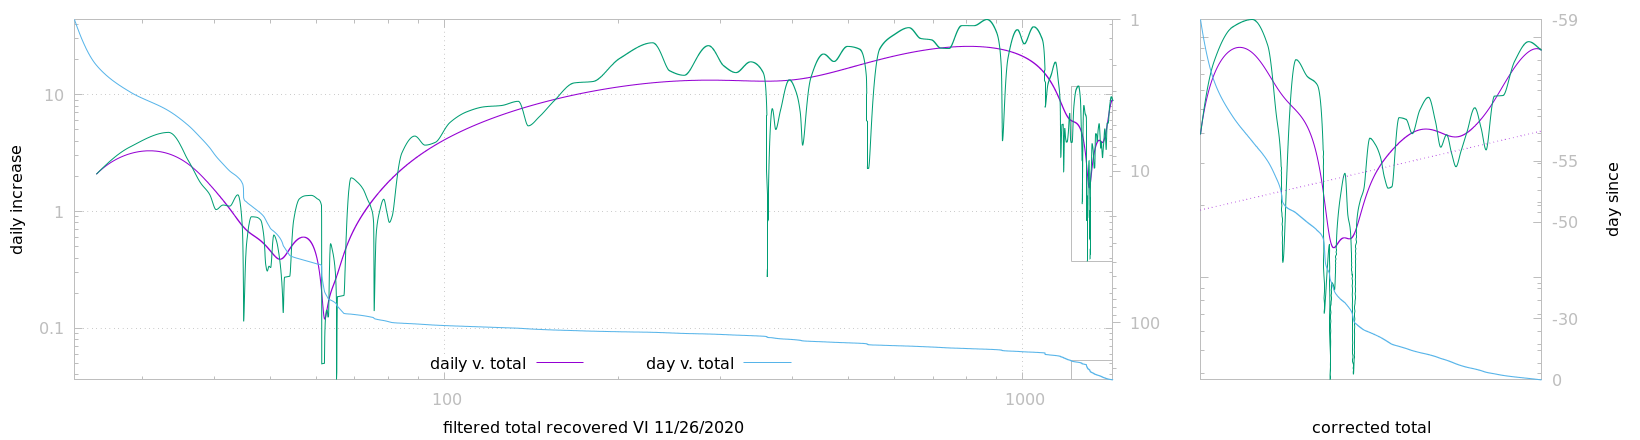 1
-59
10
10
-55
daily increase
1
-50
day since
0.1
100
-30
daily v. total
day v. total
0
100
1000
filtered total recovered VI 11/26/2020
corrected total